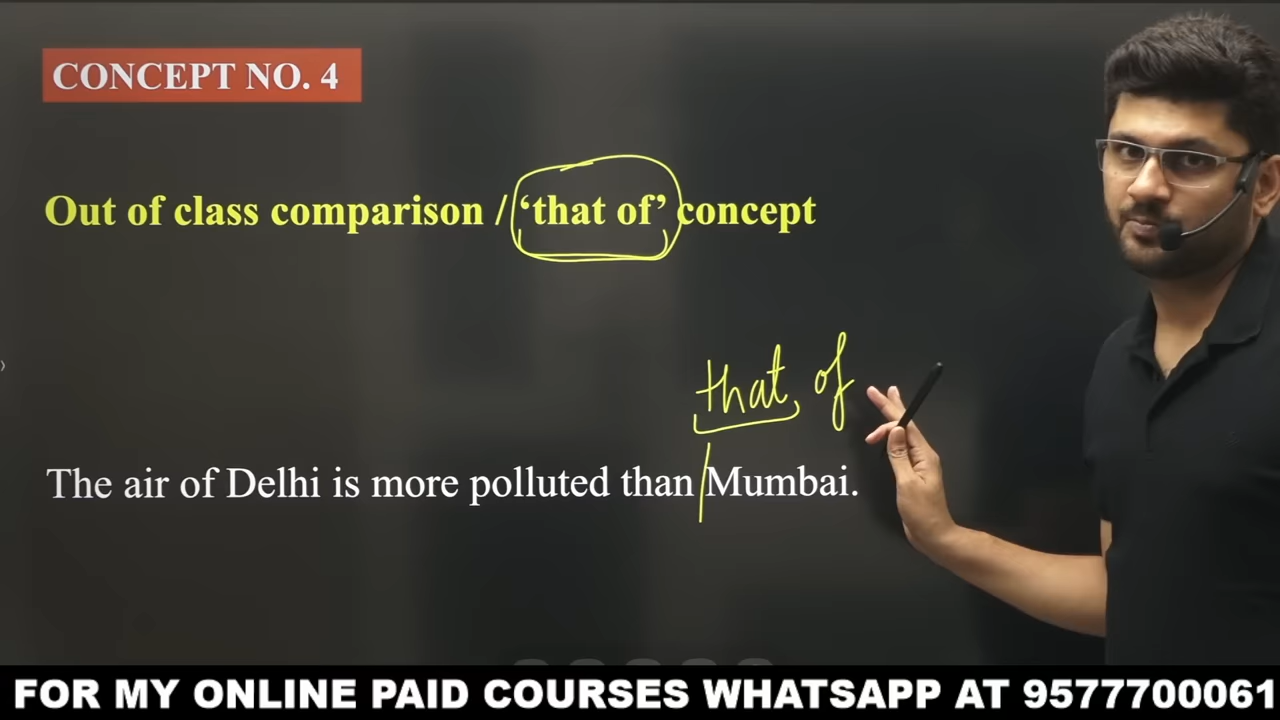 CONCEPT NO. 4
Out of class comparison / ‘that of’ concept
that of
The air of Delhi is more polluted than Mumbai.
FOR MY ONLINE PAID COURSES WHATSAPP AT 9577700061